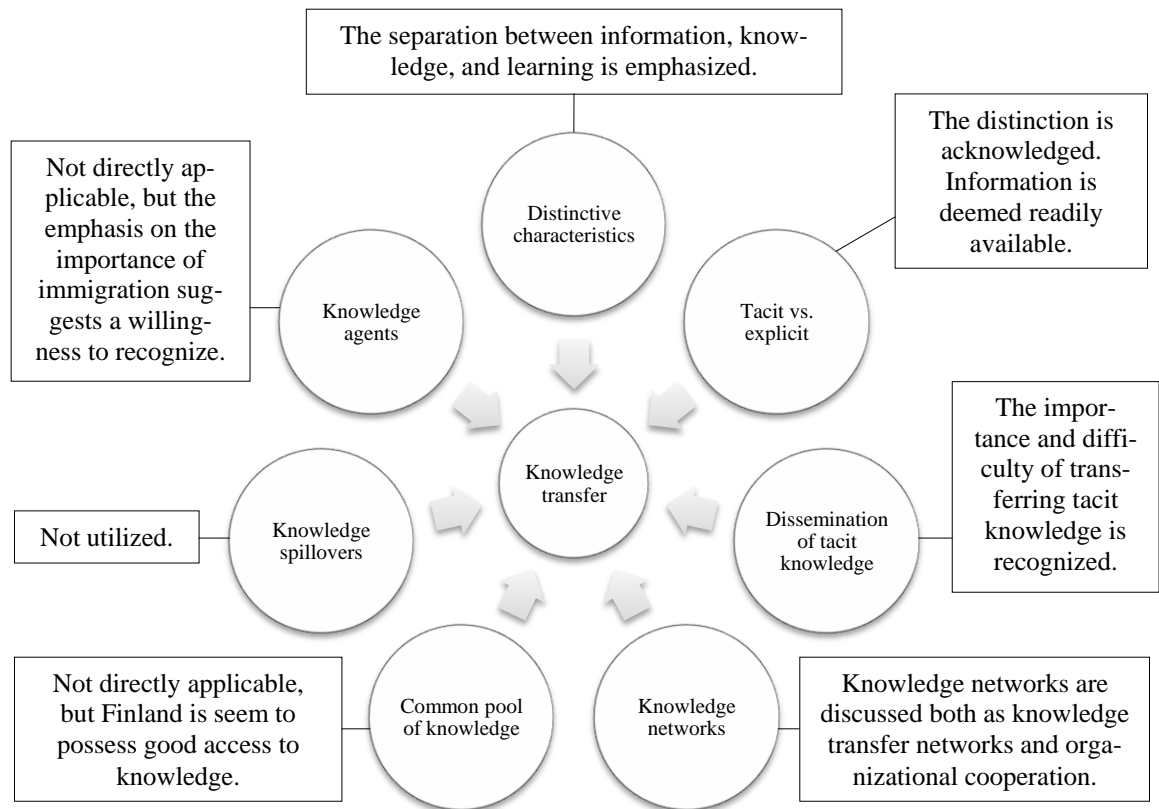 The separation between information, know-
ledge, and learning is emphasized.
Distinctive
characteristics
The distinction is
acknowledged.
Information is
deemed readily
available.
Tacit vs.
explicit
The impor-
tance and diffi-
culty of trans-
ferring tacit
knowledge is
recognized.
Dissemination
of tacit
knowledge
Knowledge networks are
discussed both as knowledge
transfer networks and orga-
nizational cooperation.
Knowledge
networks
Not directly applicable,
but Finland is seem to
possess good access to
knowledge.
Common pool
of knowledge
Not utilized.
Knowledge
spillovers
Not directly ap-
plicable, but the
emphasis on the
importance of
immigration sug-
gests a willing-
ness to recognize.
Knowledge
agents
Knowledge
transfer